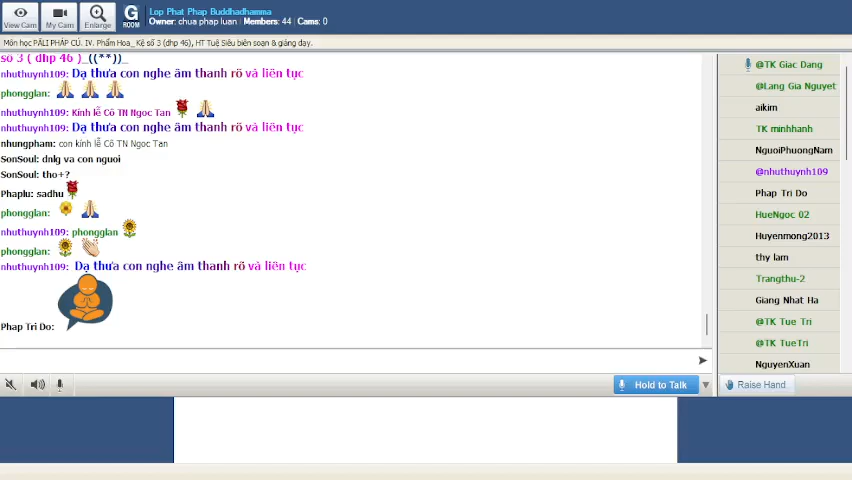 View Cam
My Cam
Enlarge
G
ROOM
Lop Phat Phap Buddhadhamma
Owner: chua phap luan | Members: 44 | Cams: 0
Môn học PĀLI PHÁP CÚ. IV. Phẩm Hoa_ Kệ số 3 (dhp 46), HT Tuệ Siêu biên soạn & giảng dạy.
số 3 ( dhp 46 )_((**))_
nhuthuynh109: Dạ thưa con nghe âm thanh rõ và liên tục
phongglan:
nhuthuynh109: Kính lễ Cô TN Ngoc Tan
nhuthuynh109: Dạ thưa con nghe âm thanh rõ và liên tục
nhungpham: con kính lễ Cô TN Ngọc Tan
SonSoul: dnlg va con nguoi
SonSoul: tho+?
Phaplu: sadhu
phongglan:
nhuthuynh109: phongglan
phongglan:
nhuthuynh109: Dạ thưa con nghe âm thanh rõ và liên tục
Phap Tri Do:
Hold to Talk
@TK Giac Dang
@Lang Gia Nguyet
aikim
TK minhhanh
NguoiPhuongNam
@nhuthuynh109
Phap Tri Do
HueNgoc 02
Huyenmong2013
thy lam
Trangthu-2
Giang Nhat Ha
@TK Tue Tri
@TK TueTri
NguyenXuan
Raise Hand